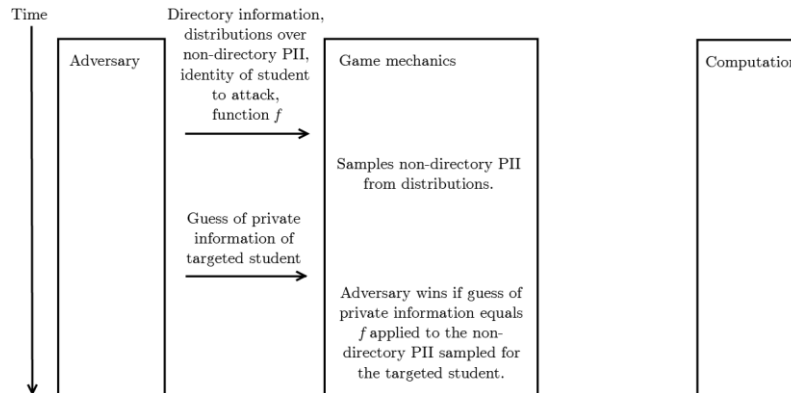 Time
Directory information,
distributions over
non-directory PII,
identity of student
to attack,
function f
Adversary
Game mechanics
Computation
Samples non-directory PII
from distributions.
Guess of private
information of
targeted student
Adversary wins if guess of
private information equals
f applied to the non-
directory PII sampled for
the targeted student.